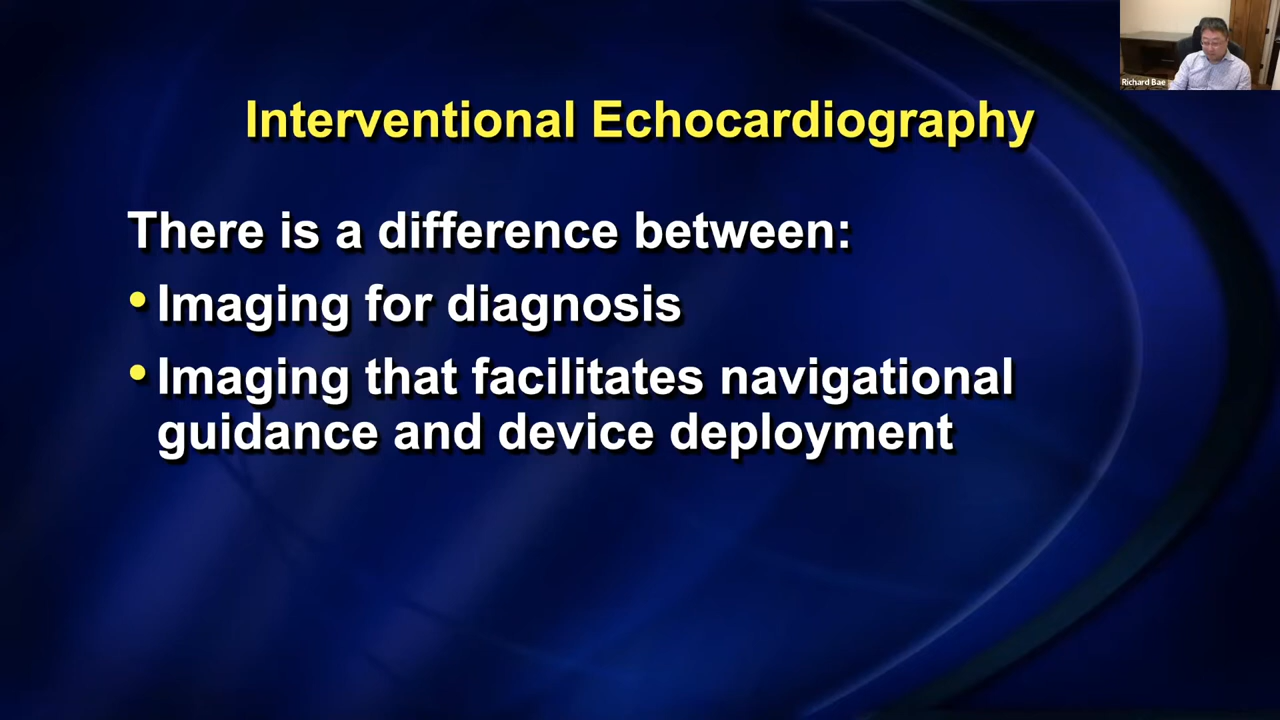 Richard Bae
Interventional Echocardiography
There is a difference between:
• Imaging for diagnosis
• Imaging that facilitates navigational
guidance and device deployment